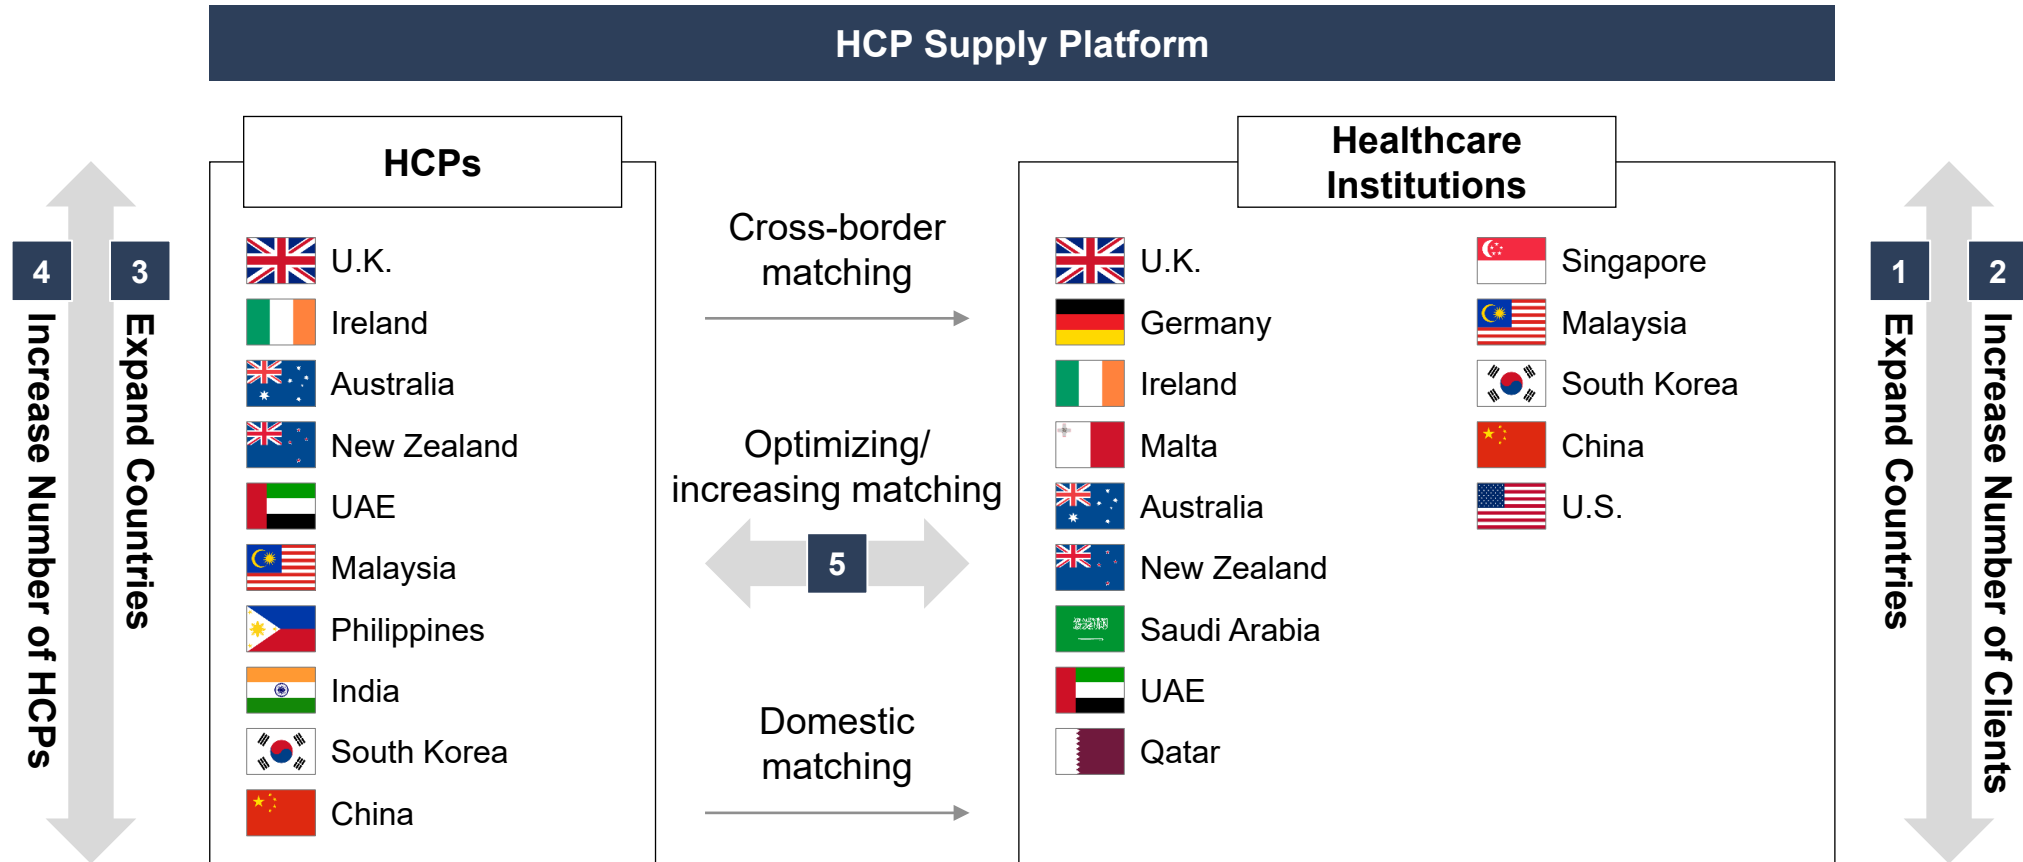 HCP Supply Platform
HCPs
Healthcare
Institutions
4
Increase Number of HCPs
3
Expand Countries
U.K.
Ireland
Australia
New Zealand
UAE
Malaysia
Philippines
India
South Korea
China
Cross-border
matching
Optimizing/
increasing matching
5
Domestic
matching
U.K.
Germany
Ireland
Malta
Australia
New Zealand
Saudi Arabia
UAE
Qatar
Singapore
Malaysia
South Korea
China
U.S.
1
Expand Countries
2
Increase Number of Clients